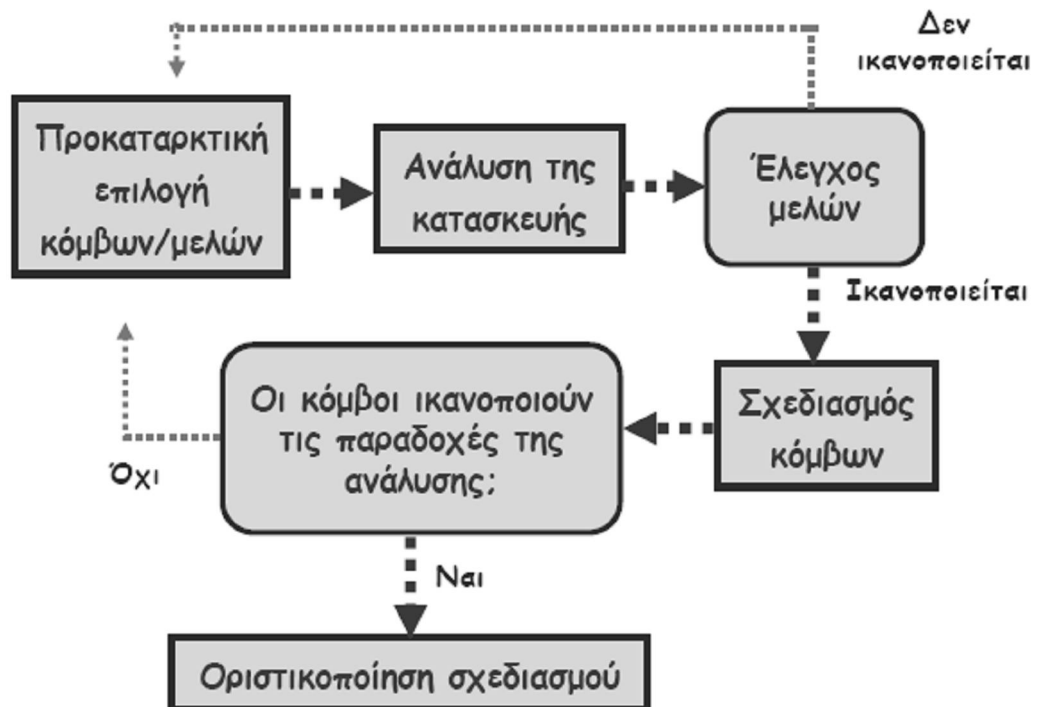 Δεν
ικανοποιείται
Προκαταρκτική
επιλογή
κόμβων/μελών
Ανάλυση της
κατασκευής
Έλεγχος
μελών
Ικανοποιείται
Σχεδιασμός
κόμβων
Οι κόμβοι ικανοποιούν
τις παραδοχές της
ανάλυσης;
Όχι
Ναι
Οριστικοποίηση σχεδιασμού